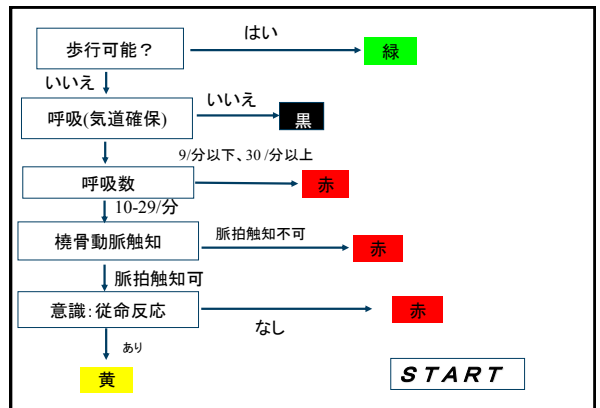 歩行可能？
はい
緑
いいえ
呼吸(気道確保)
いいえ
黒
9/分以下、30/分以上
呼吸数
赤
10-29/分
橈骨動脈触知
脈拍触知不可
赤
脈拍触知可
意識:従命反応
なし
赤
あり
黄
START